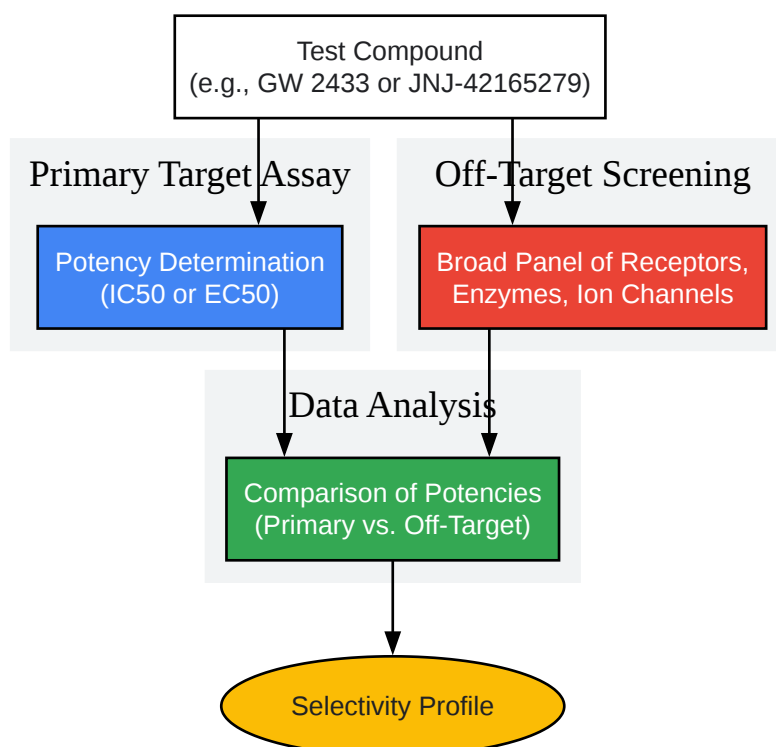 Test Compound
(e.g., GW 2433 or JNJ-42165279)
Primary Target Assay
Off-Target Screening
Potency Determination
(IC50 or EC50)
Broad Panel of Receptors,
Enzymes, Ion Channels
Data Analysis
Comparison of Potencies
(Primary vs. Off-Target)
Selectivity Profile